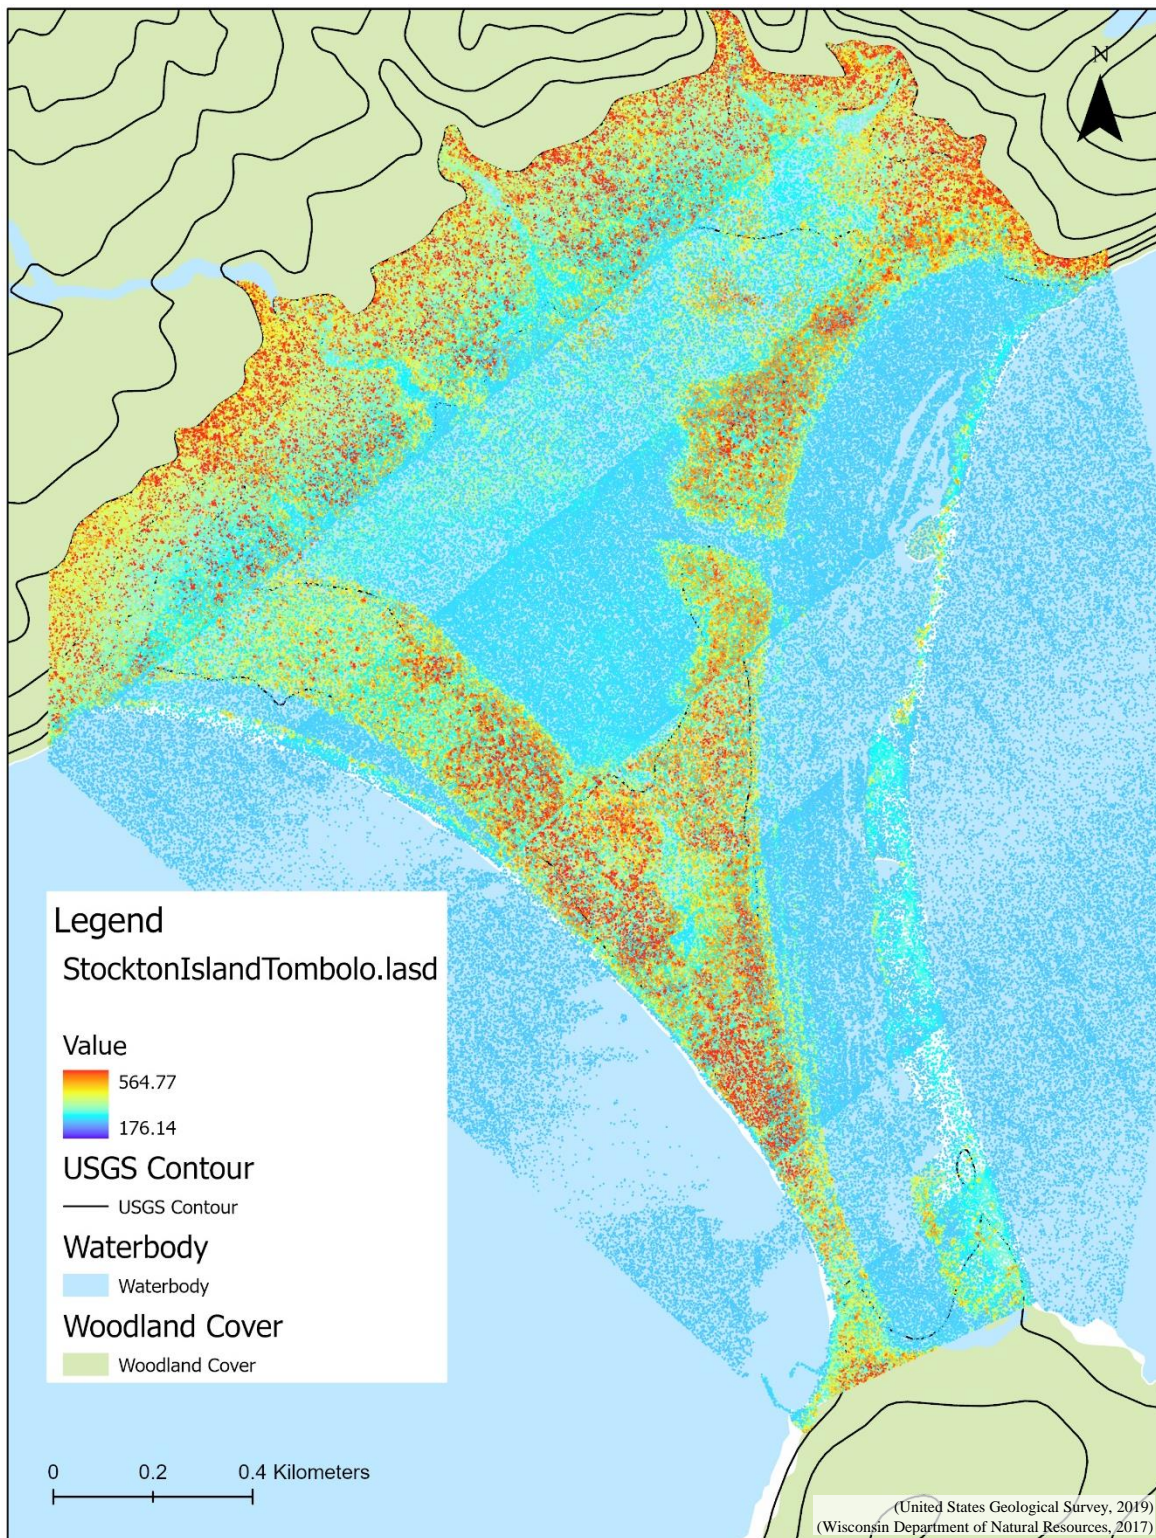 N
Legend
StocktonIslandTombolo.lasd
Value
564.77
176.14
USGS Contour
USGS Contour
Waterbody
Waterbody
Woodland Cover
Woodland Cover
0 0.2 0.4 Kilometers
(United States Geological Survey, 2019)
(Wisconsin Department of Natural Resources, 2017)